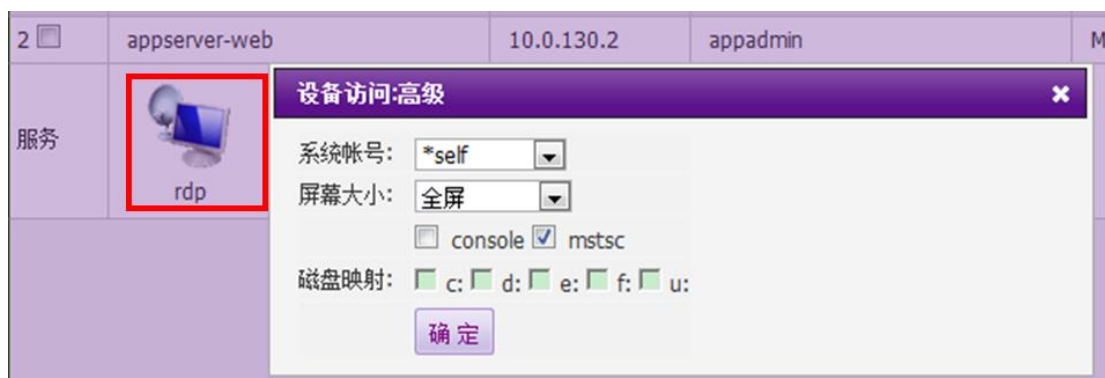 2 appserver-web 10.0.130.2 appadmin M
设备访问:高级
服务
rdp
系统帐号: *self
屏幕大小: 全屏
console mstsc
磁盘映射: c: d: e: f: u:
确定